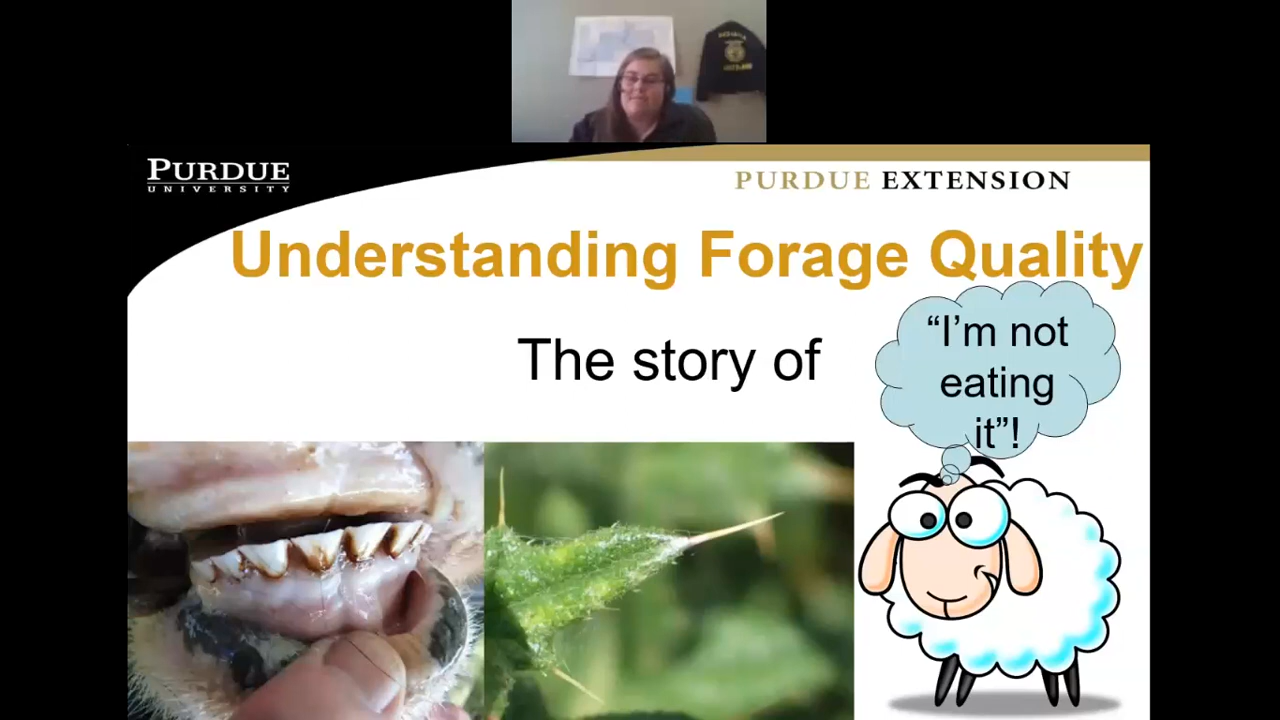 PURDUE
UNIVERSITY
PURDUE EXTENSION
Understanding Forage Quality
The story of
“I’m not
eating
it”!